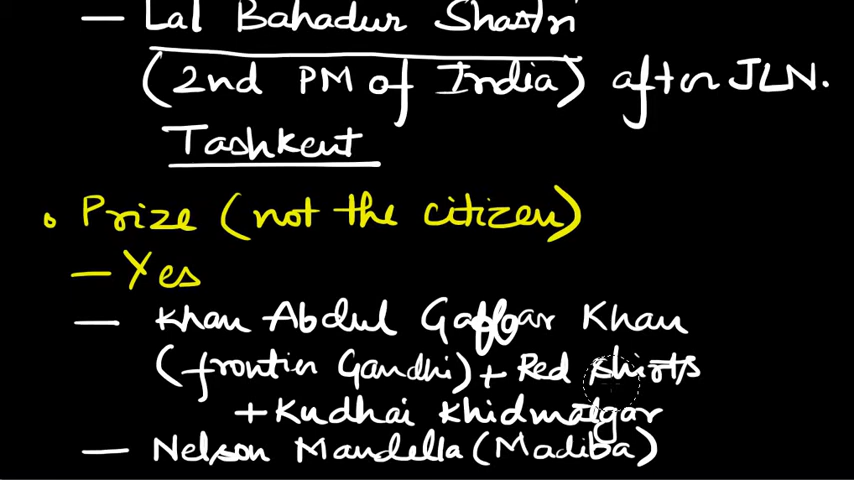 — Lal Bahadur Shastri
(2nd PM of India) after JLN.
Tashkent
• Prize (not the citizen)
— Yes
— Khan Abdul Gaffar Khan
(frontier Gandhi) + Red Shirts
+ Kudhai Khidmatgar
— Nelson Mandella (Madiba)